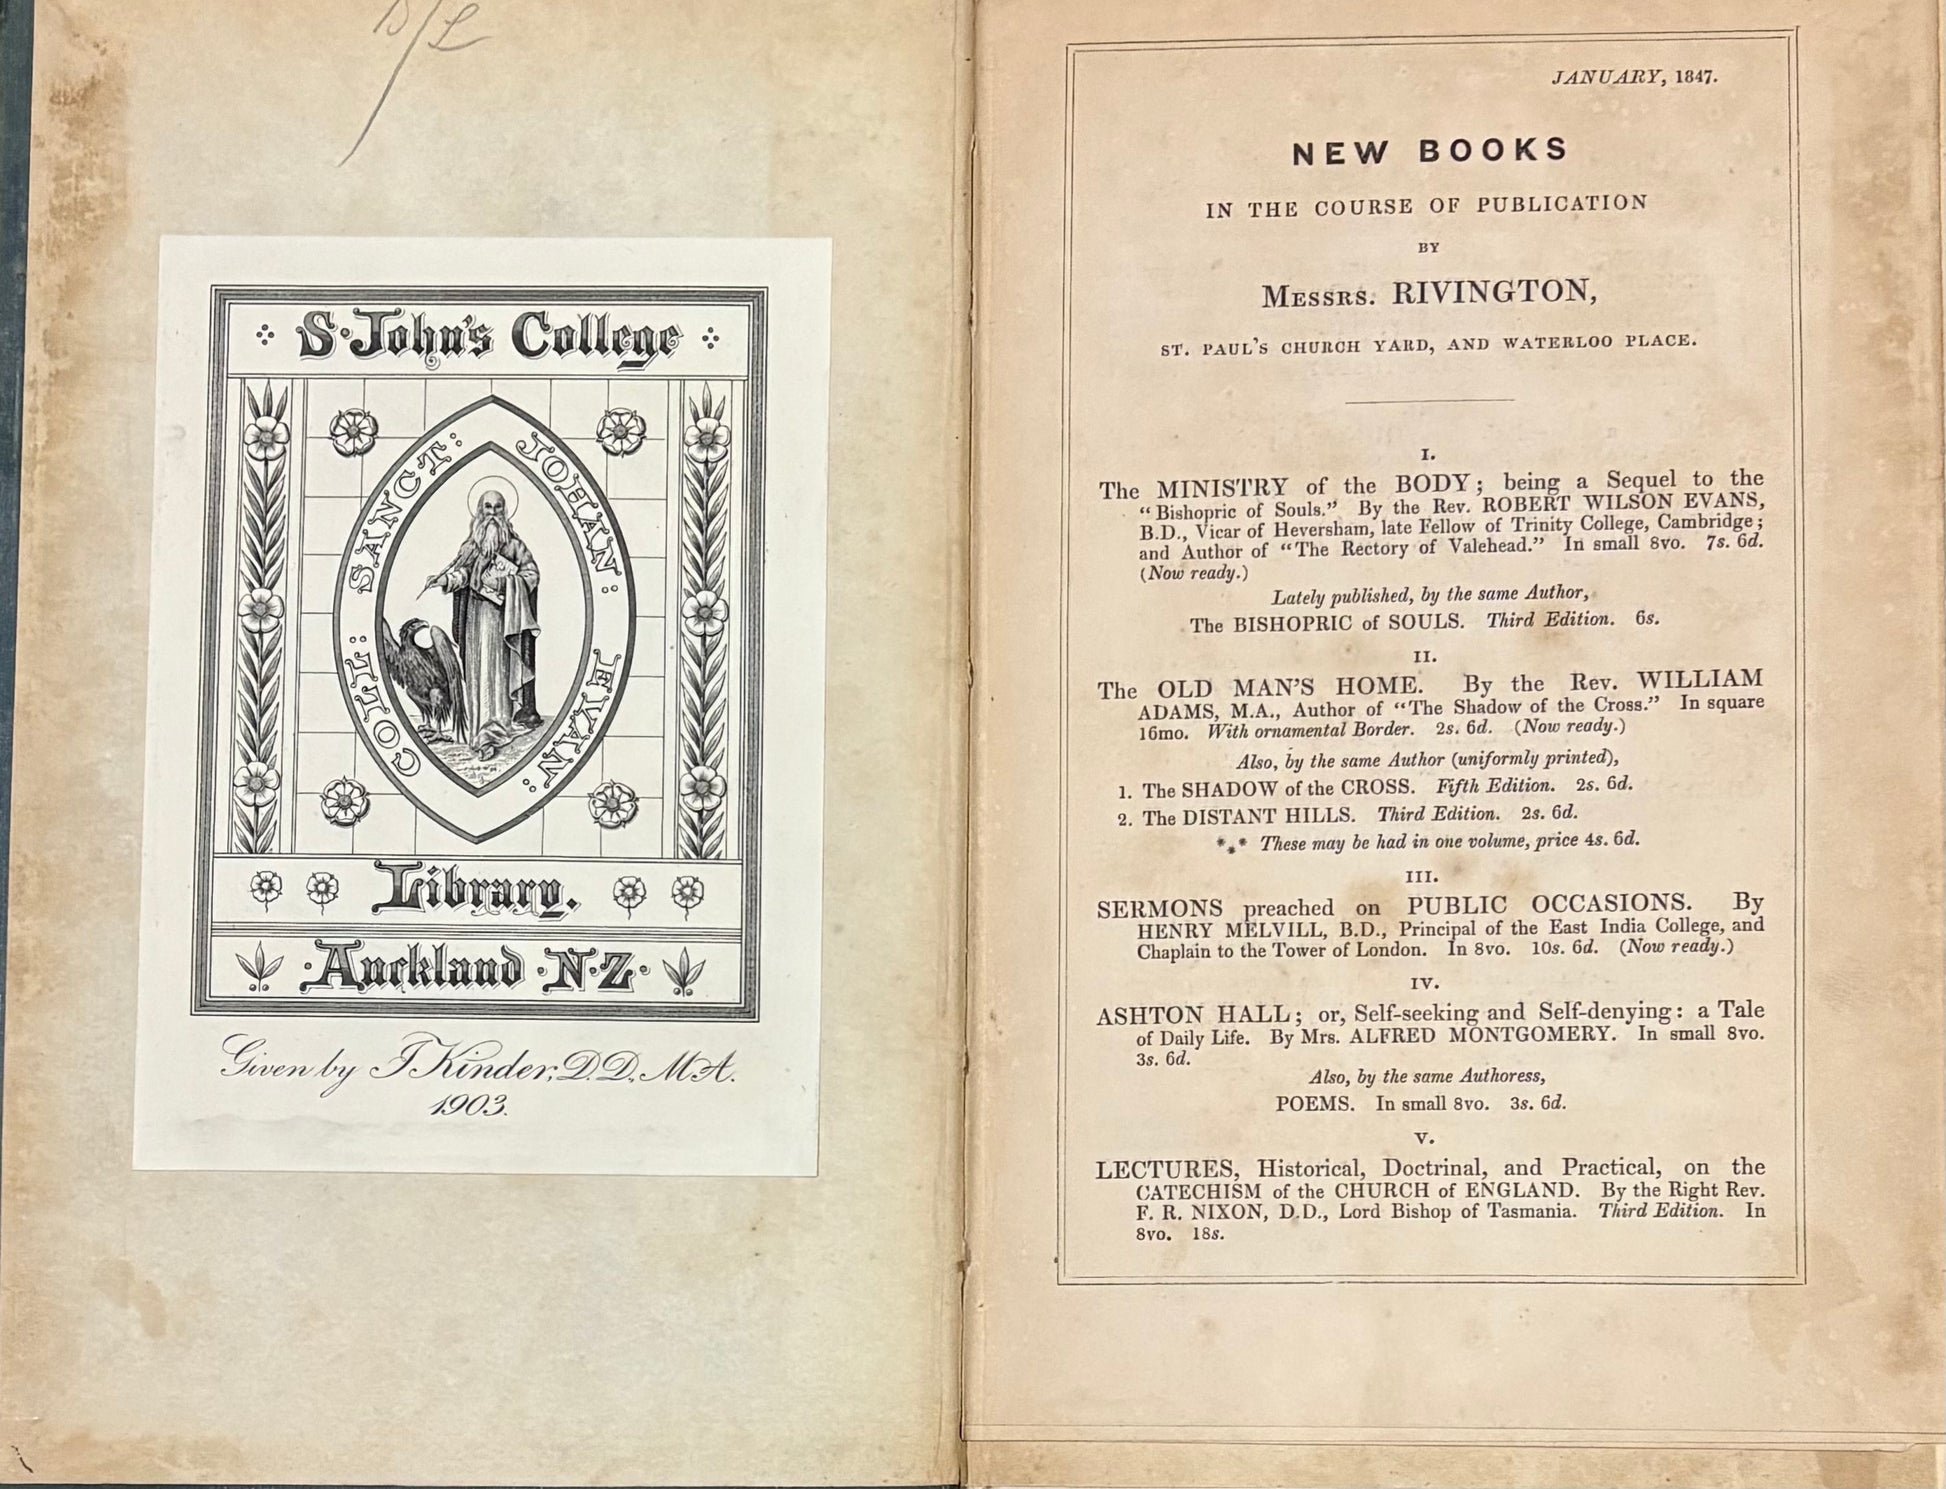 S·John's College
COLL: SANCT: JOHAN: EVAN:
Library.
Auckland·N·Z·
Given by J Kinder, D.D, M.A.
1903.
JANUARY, 1847.
NEW BOOKS
IN THE COURSE OF PUBLICATION
BY
MESSRS. RIVINGTON,
ST. PAUL'S CHURCH YARD, AND WATERLOO PLACE.
I.
The MINISTRY of the BODY; being a Sequel to the
"Bishopric of Souls." By the Rev. ROBERT WILSON EVANS,
B.D., Vicar of Heversham, late Fellow of Trinity College, Cambridge;
and Author of "The Rectory of Valehead." In small 8vo. 7s. 6d.
(Now ready.)
Lately published, by the same Author,
The BISHOPRIC of SOULS. Third Edition. 6s.
II.
The OLD MAN'S HOME. By the Rev. WILLIAM
ADAMS, M.A., Author of "The Shadow of the Cross." In square
16mo. With ornamental Border. 2s. 6d. (Now ready.)
Also, by the same Author (uniformly printed),
1. The SHADOW of the CROSS. Fifth Edition. 2s. 6d.
2. The DISTANT HILLS. Third Edition. 2s. 6d.
*** These may be had in one volume, price 4s. 6d.
III.
SERMONS preached on PUBLIC OCCASIONS. By
HENRY MELVILL, B.D., Principal of the East India College, and
Chaplain to the Tower of London. In 8vo. 10s. 6d. (Now ready.)
IV.
ASHTON HALL; or, Self-seeking and Self-denying: a Tale
of Daily Life. By Mrs. ALFRED MONTGOMERY. In small 8vo.
3s. 6d.
Also, by the same Authoress,
POEMS. In small 8vo. 3s. 6d.
V.
LECTURES, Historical, Doctrinal, and Practical, on the
CATECHISM of the CHURCH of ENGLAND. By the Right Rev.
F. R. NIXON, D.D., Lord Bishop of Tasmania. Third Edition. In
8vo. 18s.